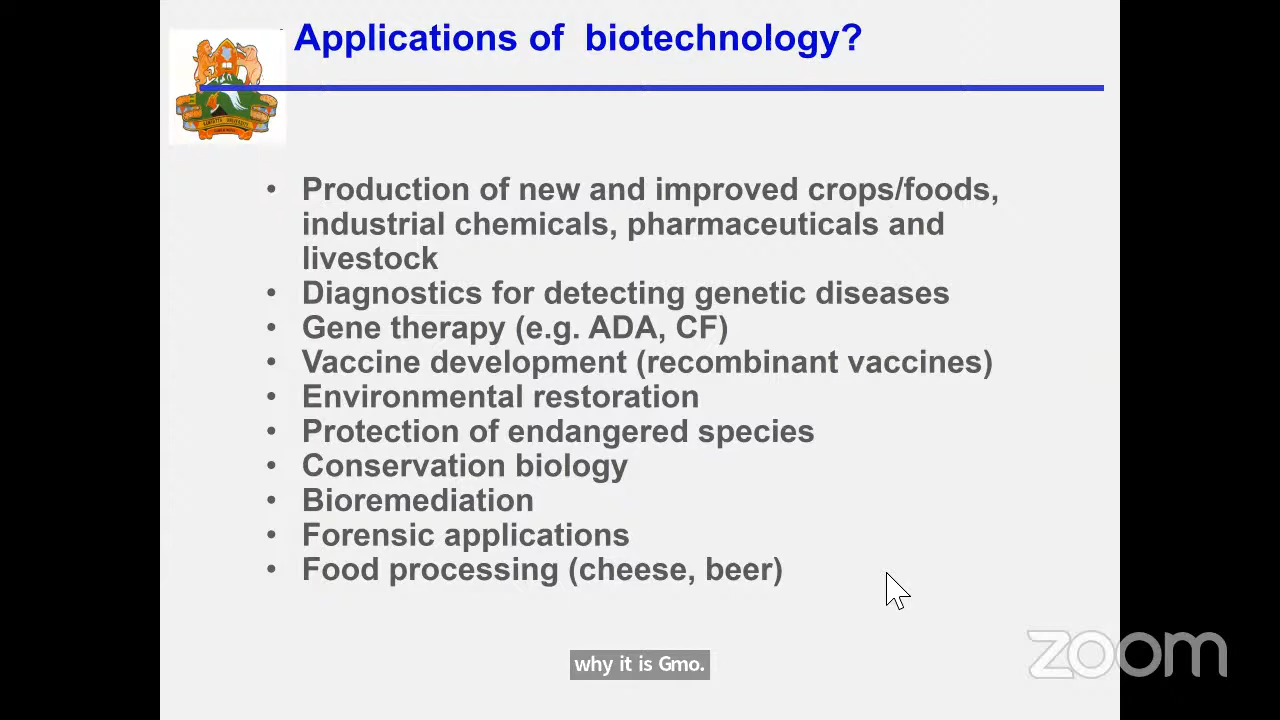 Applications of biotechnology?
• Production of new and improved crops/foods,
industrial chemicals, pharmaceuticals and
livestock
• Diagnostics for detecting genetic diseases
• Gene therapy (e.g. ADA, CF)
• Vaccine development (recombinant vaccines)
• Environmental restoration
• Protection of endangered species
• Conservation biology
• Bioremediation
• Forensic applications
• Food processing (cheese, beer)
zoom
why it is Gmo.